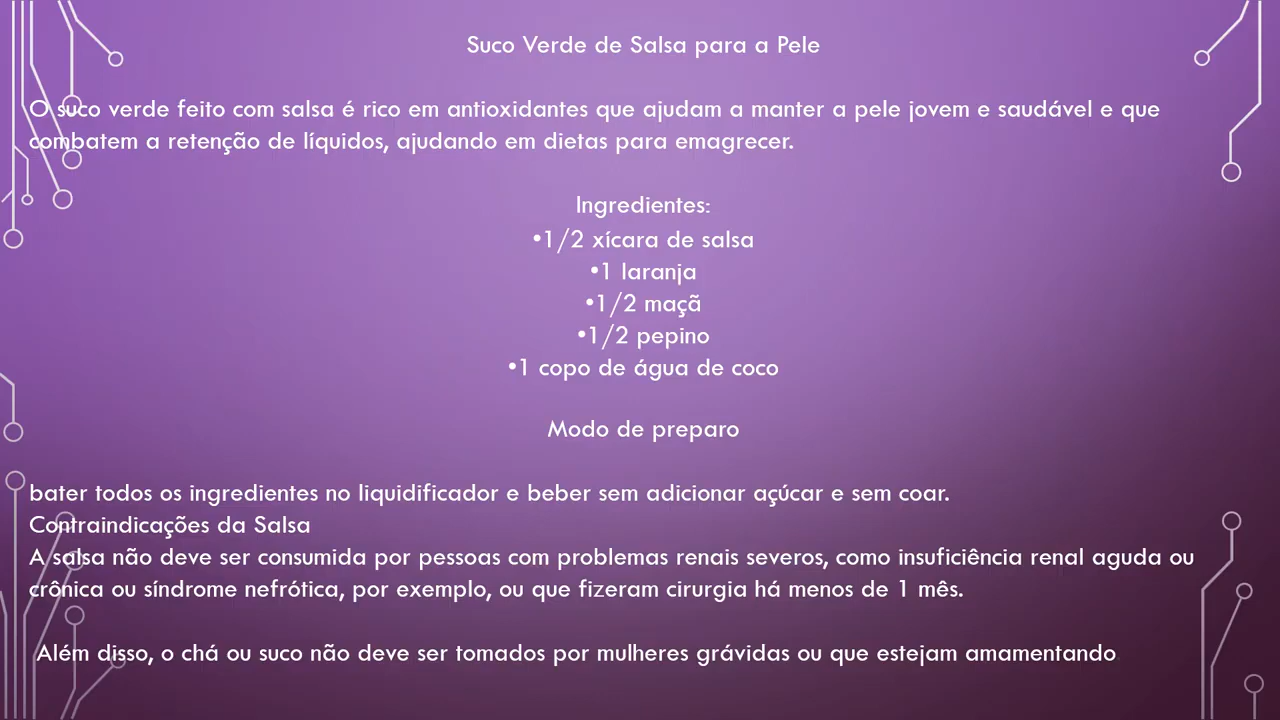 Suco Verde de Salsa para a Pele
O suco verde feito com salsa é rico em antioxidantes que ajudam a manter a pele jovem e saudável e que
combatem a retenção de líquidos, ajudando em dietas para emagrecer.
Ingredientes:
•1/2 xícara de salsa
•1 laranja
•1/2 maçã
•1/2 pepino
•1 copo de água de coco
Modo de preparo
bater todos os ingredientes no liquidificador e beber sem adicionar açúcar e sem coar.
Contraindicações da Salsa
A salsa não deve ser consumida por pessoas com problemas renais severos, como insuficiência renal aguda ou
crônica ou síndrome nefrótica, por exemplo, ou que fizeram cirurgia há menos de 1 mês.
Além disso, o chá ou suco não deve ser tomados por mulheres grávidas ou que estejam amamentando